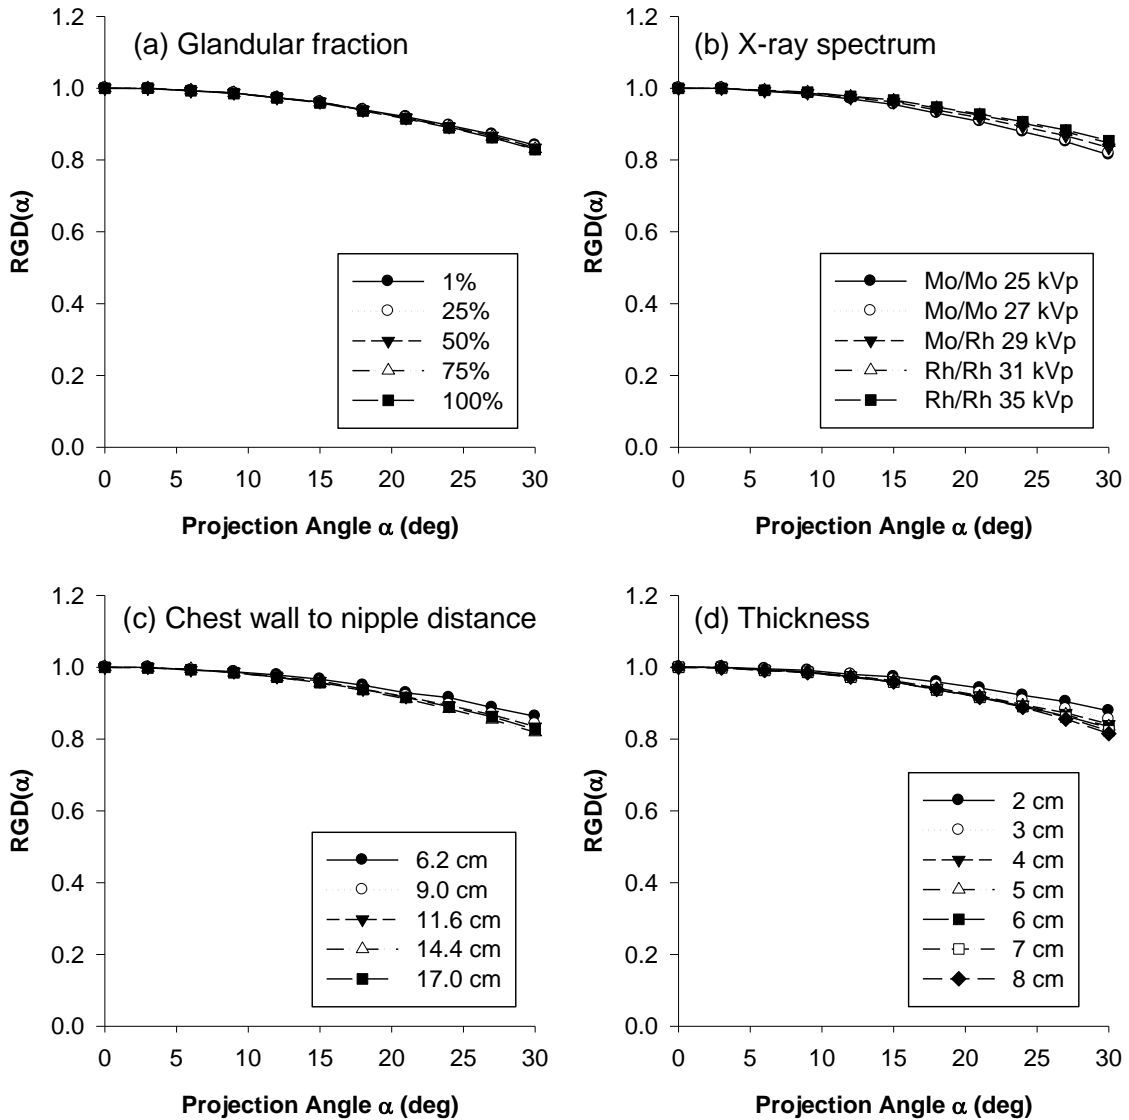 (a) Glandular fraction
1.2
1.0
0.8
0.6
0.4
0.2
0.0
RGD(α)
1%
25%
50%
75%
100%
0 5 10 15 20 25 30
Projection Angle α (deg)
(b) X-ray spectrum
1.2
1.0
0.8
0.6
0.4
0.2
0.0
RGD(α)
Mo/Mo 25 kVp
Mo/Mo 27 kVp
Mo/Rh 29 kVp
Rh/Rh 31 kVp
Rh/Rh 35 kVp
0 5 10 15 20 25 30
Projection Angle α (deg)
(c) Chest wall to nipple distance
1.2
1.0
0.8
0.6
0.4
0.2
0.0
RGD(α)
6.2 cm
9.0 cm
11.6 cm
14.4 cm
17.0 cm
0 5 10 15 20 25 30
Projection Angle α (deg)
(d) Thickness
1.2
1.0
0.8
0.6
0.4
0.2
0.0
RGD(α)
2 cm
3 cm
4 cm
5 cm
6 cm
7 cm
8 cm
0 5 10 15 20 25 30
Projection Angle α (deg)